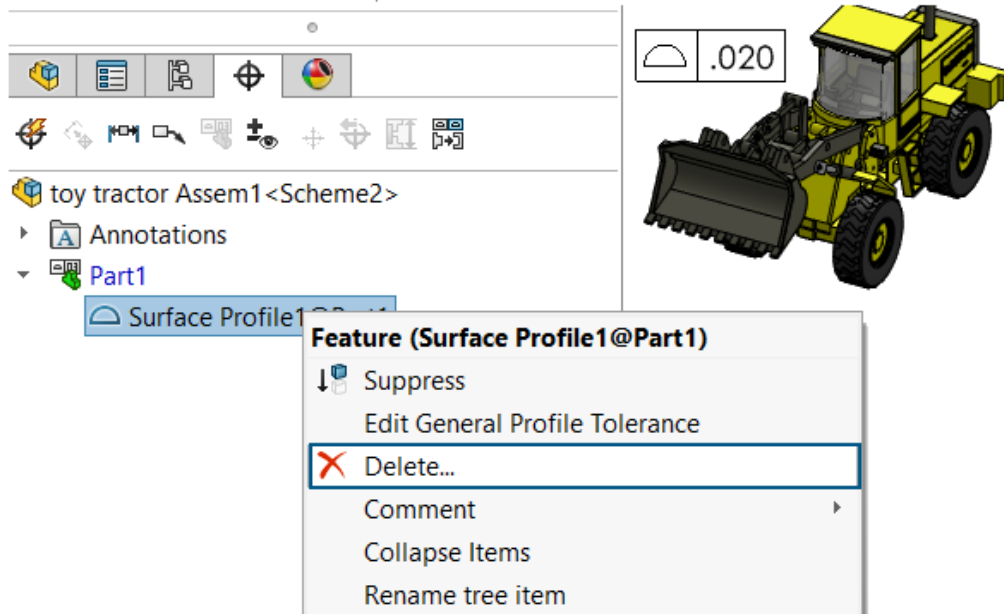 .020
toy tractor Assem1<Scheme2>
Annotations
Part1
Surface Profile1@Part1
Feature (Surface Profile1@Part1)
Suppress
Edit General Profile Tolerance
Delete...
Comment
Collapse Items
Rename tree item